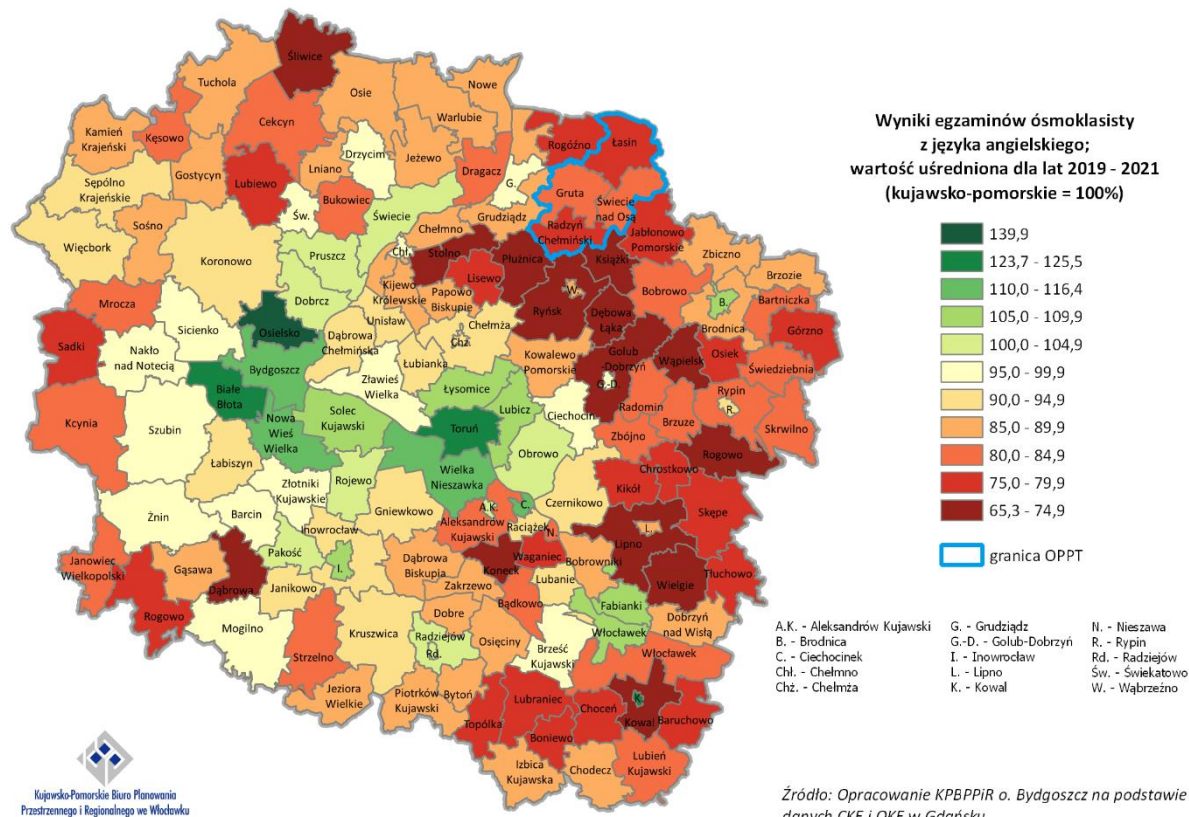 Wyniki egzaminów ósmoklasisty
z języka angielskiego;
wartość uśredniona dla lat 2019 - 2021
(kujawsko-pomorskie = 100%)
139,9
123,7 - 125,5
110,0 - 116,4
105,0 - 109,9
100,0 - 104,9
95,0 - 99,9
90,0 - 94,9
85,0 - 89,9
80,0 - 84,9
75,0 - 79,9
65,3 - 74,9
granica OPPT
Śliwice
Tuchola
Osie
Nowe
Warlubie
Kamień
Krajeński
Kęsowo
Cekcyn
Drzycim
Jeżewo
Rogoźno
Łasin
Gostycyn
Lubiewo
Lniano
Bukowiec
Dragacz
G.
Sępólno
Krajeńskie
Sośno
Św.
Świecie
Gruta
Świecie
nad Osą
Więcbork
Koronowo
Pruszcz
Chełmno
Grudziądz
Radzyń
Chełmiński
Jabłonowo
Pomorskie
Chł.
Stolno
Płużnica
Książki
Zbiczno
Brzozie
Mrocza
Dobrcz
Kijewo
Królewskie
Lisewo
Papowo
Biskupie
W.
Bobrowo
B.
Bartniczka
Sadki
Sicienko
Osielsko
Unisław
Ryńsk
Dębowa
Łąka
Brodnica
Górzno
Nakło
nad Notecią
Dąbrowa
Chełmińska
Chełmża
Chż.
Łubianka
Kowalewo
Pomorskie
Golub
-Dobrzyń
Wąpielsk
Osiek
Świedziebnia
Bydgoszcz
Białe
Błota
Zławieś
Wielka
Łysomice
G.-D.
Rypin
R.
Kcynia
Szubin
Nowa
Wieś
Wielka
Solec
Kujawski
Toruń
Lubicz
Ciechocin
Radomin
Brzuze
Skrwilno
Zbójno
Łabiszyn
Obrowo
Rogowo
Złotniki
Kujawskie
Rojewo
Wielka
Nieszawka
Chrostkowo
Kikół
Skępe
Żnin
Barcin
Inowrocław
Gniewkowo
A.K.
C.
Czernikowo
Aleksandrów
Kujawski
Raciążek
N.
L.
Pakość
I.
Lipno
Janowiec
Wielkopolski
Gąsawa
Dąbrowa
Janikowo
Dąbrowa
Biskupia
Koneck
Waganiec
Bobrowniki
Wielgie
Tłuchowo
Zakrzewo
Lubanie
Rogowo
Mogilno
Strzelno
Kruszwica
Dobre
Bądkowo
Fabianki
Dobrzyń
nad Wisłą
Radziejów
Rd.
Osięciny
Brześć
Kujawski
Włocławek
Włocławek
Jeziora
Wielkie
Piotrków
Kujawski
Bytoń
Lubraniec
Choceń
K.
Kowal
Baruchowo
Topólka
Boniewo
Izbica
Kujawska
Chodecz
Lubień
Kujawski
A.K. - Aleksandrów Kujawski
B. - Brodnica
C. - Ciechocinek
Chł. - Chełmno
Chż. - Chełmża
G. - Grudziądz
G.-D. - Golub-Dobrzyń
I. - Inowrocław
L. - Lipno
K. - Kowal
N. - Nieszawa
R. - Rypin
Rd. - Radziejów
Św. - Świekatowo
W. - Wąbrzeźno
Kujawsko-Pomorskie Biuro Planowania
Przestrzennego i Regionalnego we Włocławku
Źródło: Opracowanie KPBPPiR o. Bydgoszcz na podstawie
danych CKE i OKE w Gdańsku